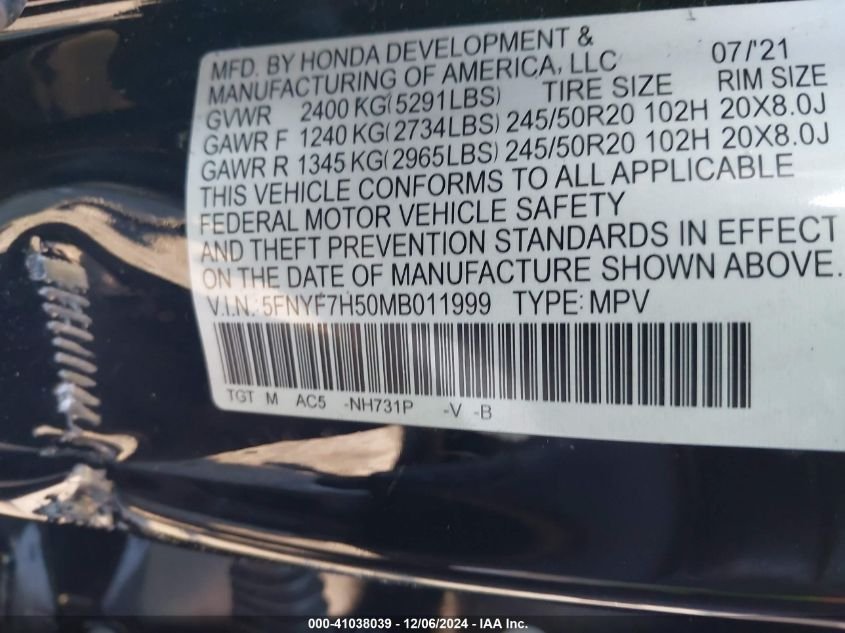 MFD. BY HONDA DEVELOPMENT & 07/'21
MANUFACTURING OF AMERICA, LLC TIRE SIZE RIM SIZE
GVWR 2400 KG(5291LBS)
GAWR F 1240 KG(2734LBS) 245/50R20 102H 20X8.0J
GAWR R 1345 KG(2965LBS) 245/50R20 102H 20X8.0J
THIS VEHICLE CONFORMS TO ALL APPLICABLE
FEDERAL MOTOR VEHICLE SAFETY
AND THEFT PREVENTION STANDARDS IN EFFECT
ON THE DATE OF MANUFACTURE SHOWN ABOVE.
V.I.N.: 5FNYF7H50MB011999 TYPE: MPV
TGT M AC5 -NH731P -V -B
000-41038039 - 12/06/2024 - IAA Inc.